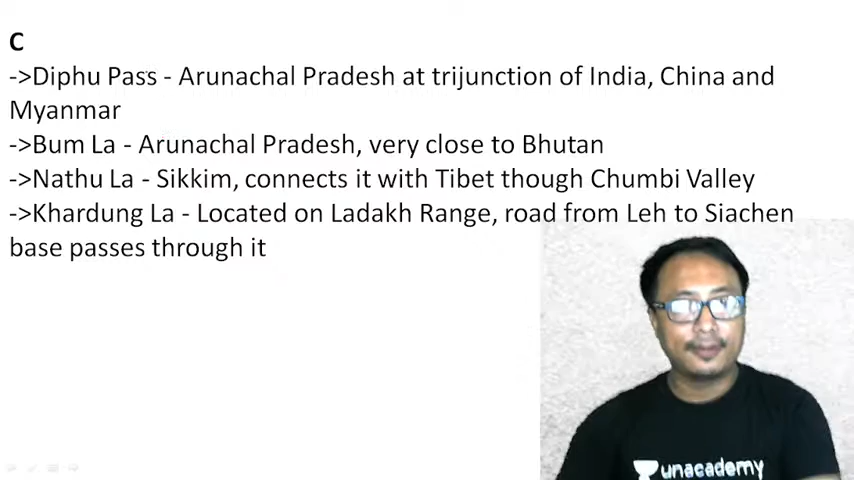 C
->Diphu Pass - Arunachal Pradesh at trijunction of India, China and
Myanmar
->Bum La - Arunachal Pradesh, very close to Bhutan
->Nathu La - Sikkim, connects it with Tibet though Chumbi Valley
->Khardung La - Located on Ladakh Range, road from Leh to Siachen
base passes through it
unacademy